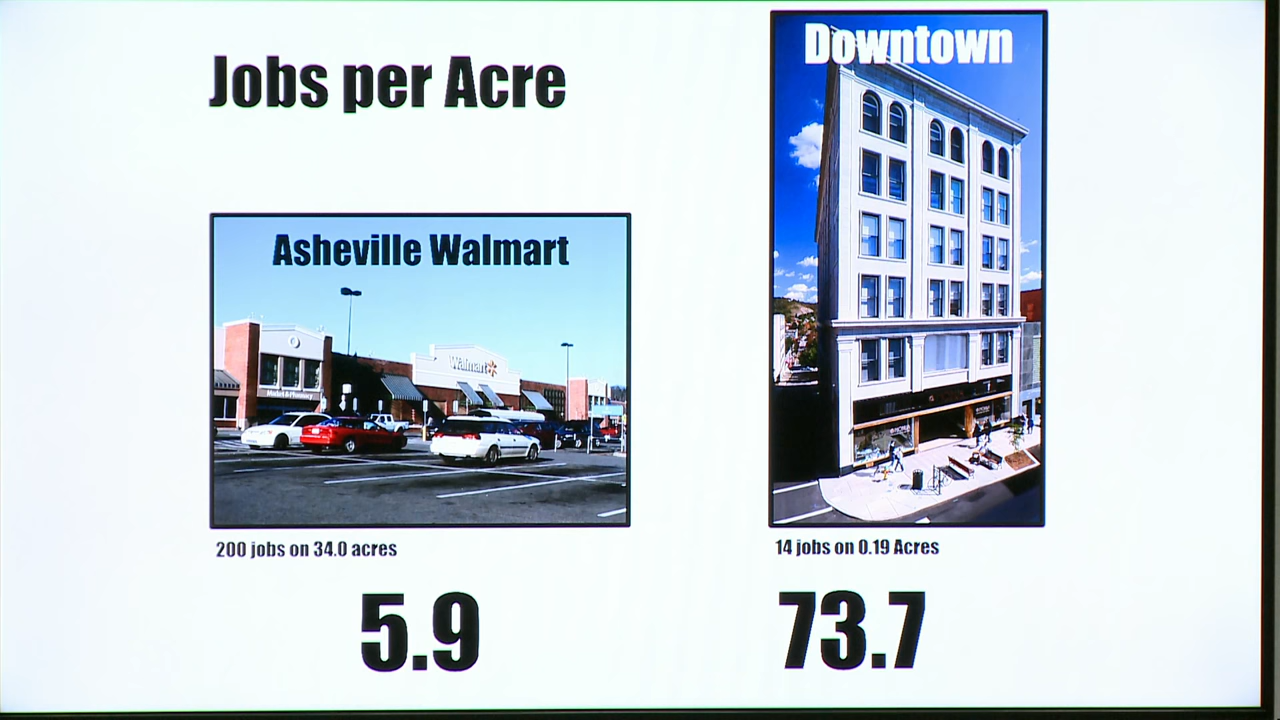 Jobs per Acre
Asheville Walmart
Walmart
200 jobs on 34.0 acres
5.9
Downtown
14 jobs on 0.19 Acres
73.7